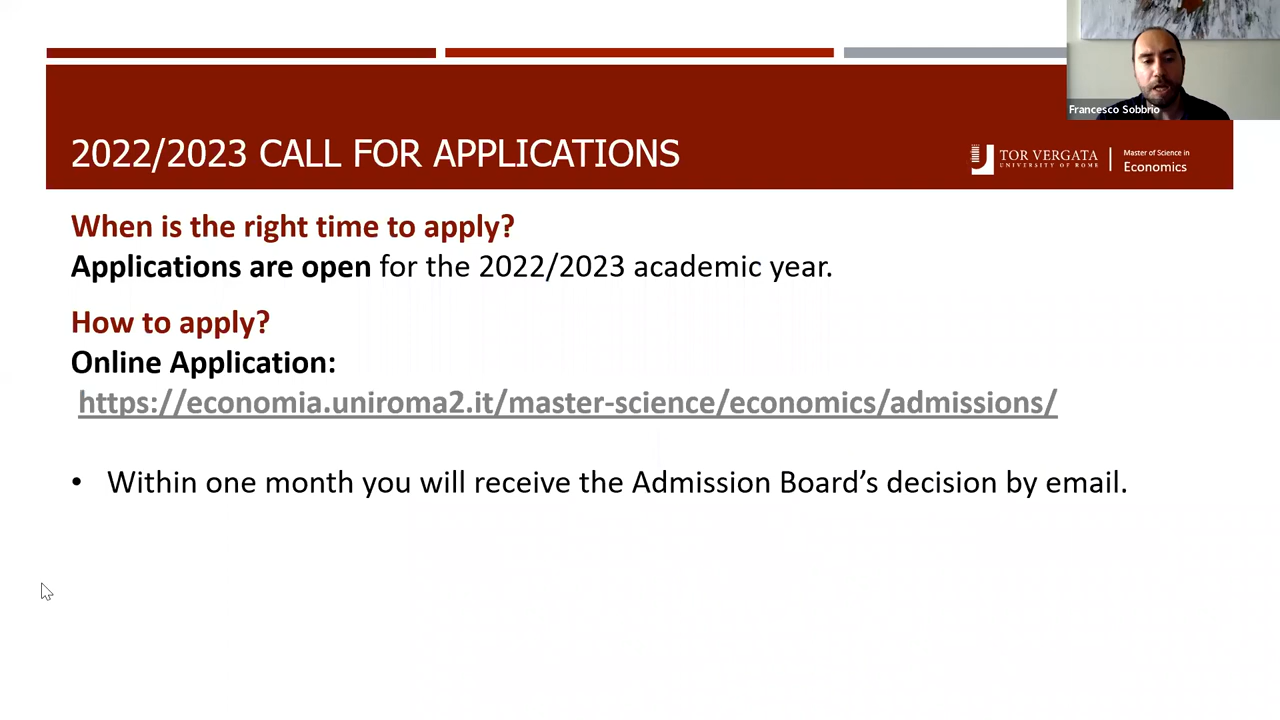 Francesco Sobbrio
2022/2023 CALL FOR APPLICATIONS
TOR VERGATA
UNIVERSITY OF ROME
Master of Science in
Economics
When is the right time to apply?
Applications are open for the 2022/2023 academic year.
How to apply?
Online Application:
https://economia.uniroma2.it/master-science/economics/admissions/
• Within one month you will receive the Admission Board’s decision by email.